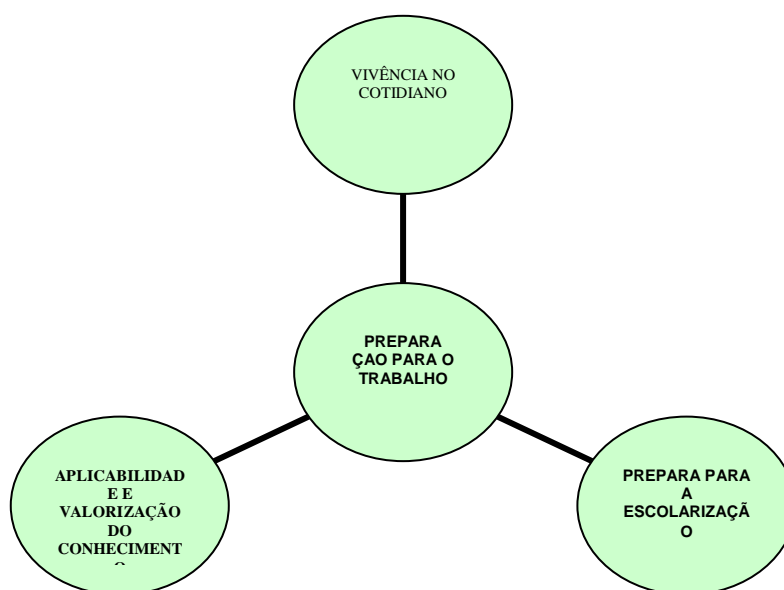 VIVÊNCIA NO
COTIDIANO
PREPARA
ÇAO PARA O
TRABALHO
APLICABILIDAD
E E
VALORIZAÇÃO
DO
CONHECIMENT
O
PREPARA PARA
A
ESCOLARIZAÇÃ
O